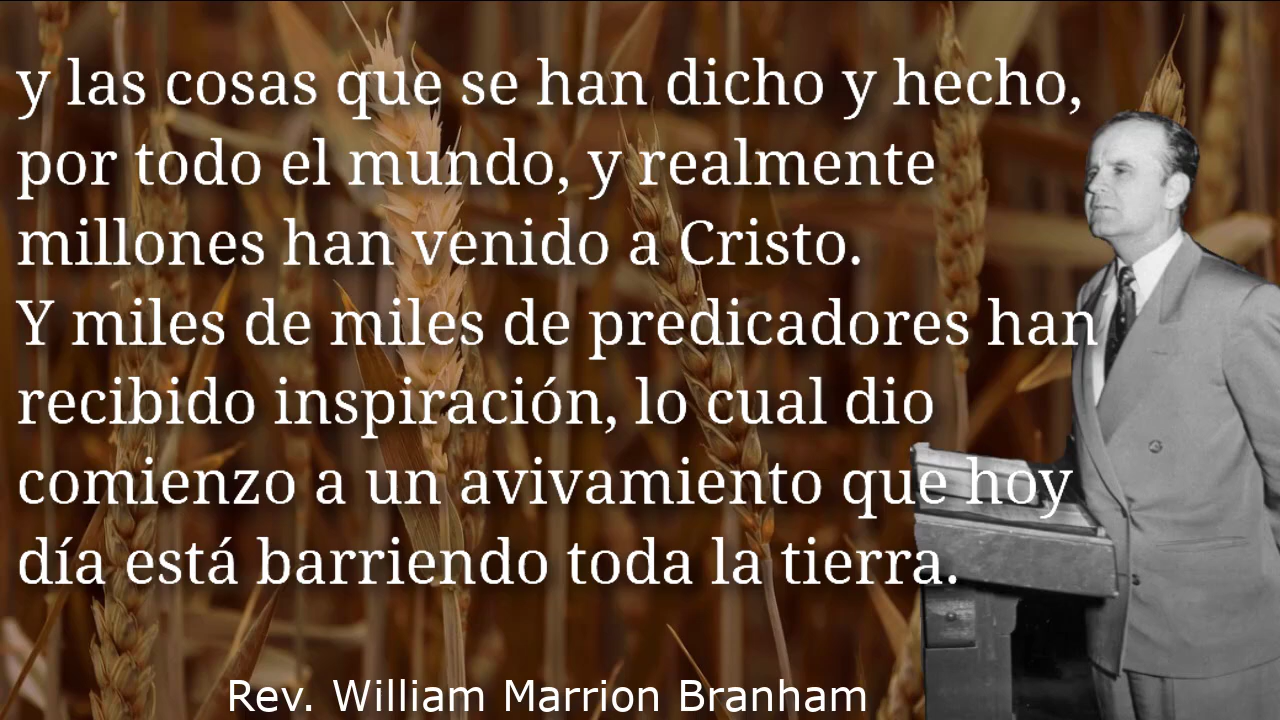 y las cosas que se han dicho y hecho,
por todo el mundo, y realmente
millones han venido a Cristo.
Y miles de miles de predicadores han
recibido inspiración, lo cual dio
comienzo a un avivamiento que hoy
día está barriendo toda la tierra.
Rev. William Marrion Branham